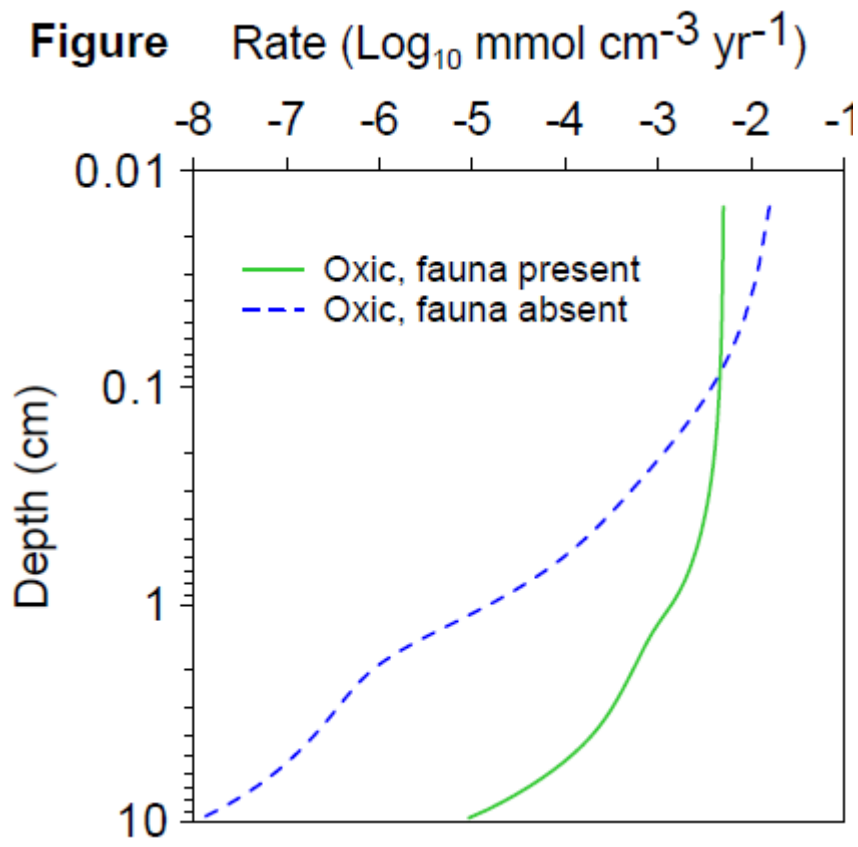 Figure Rate (Log₁₀ mmol cm⁻³ yr⁻¹)
-8 -7 -6 -5 -4 -3 -2 -1
0.01
Oxic, fauna present
Oxic, fauna absent
0.1
Depth (cm)
1
10